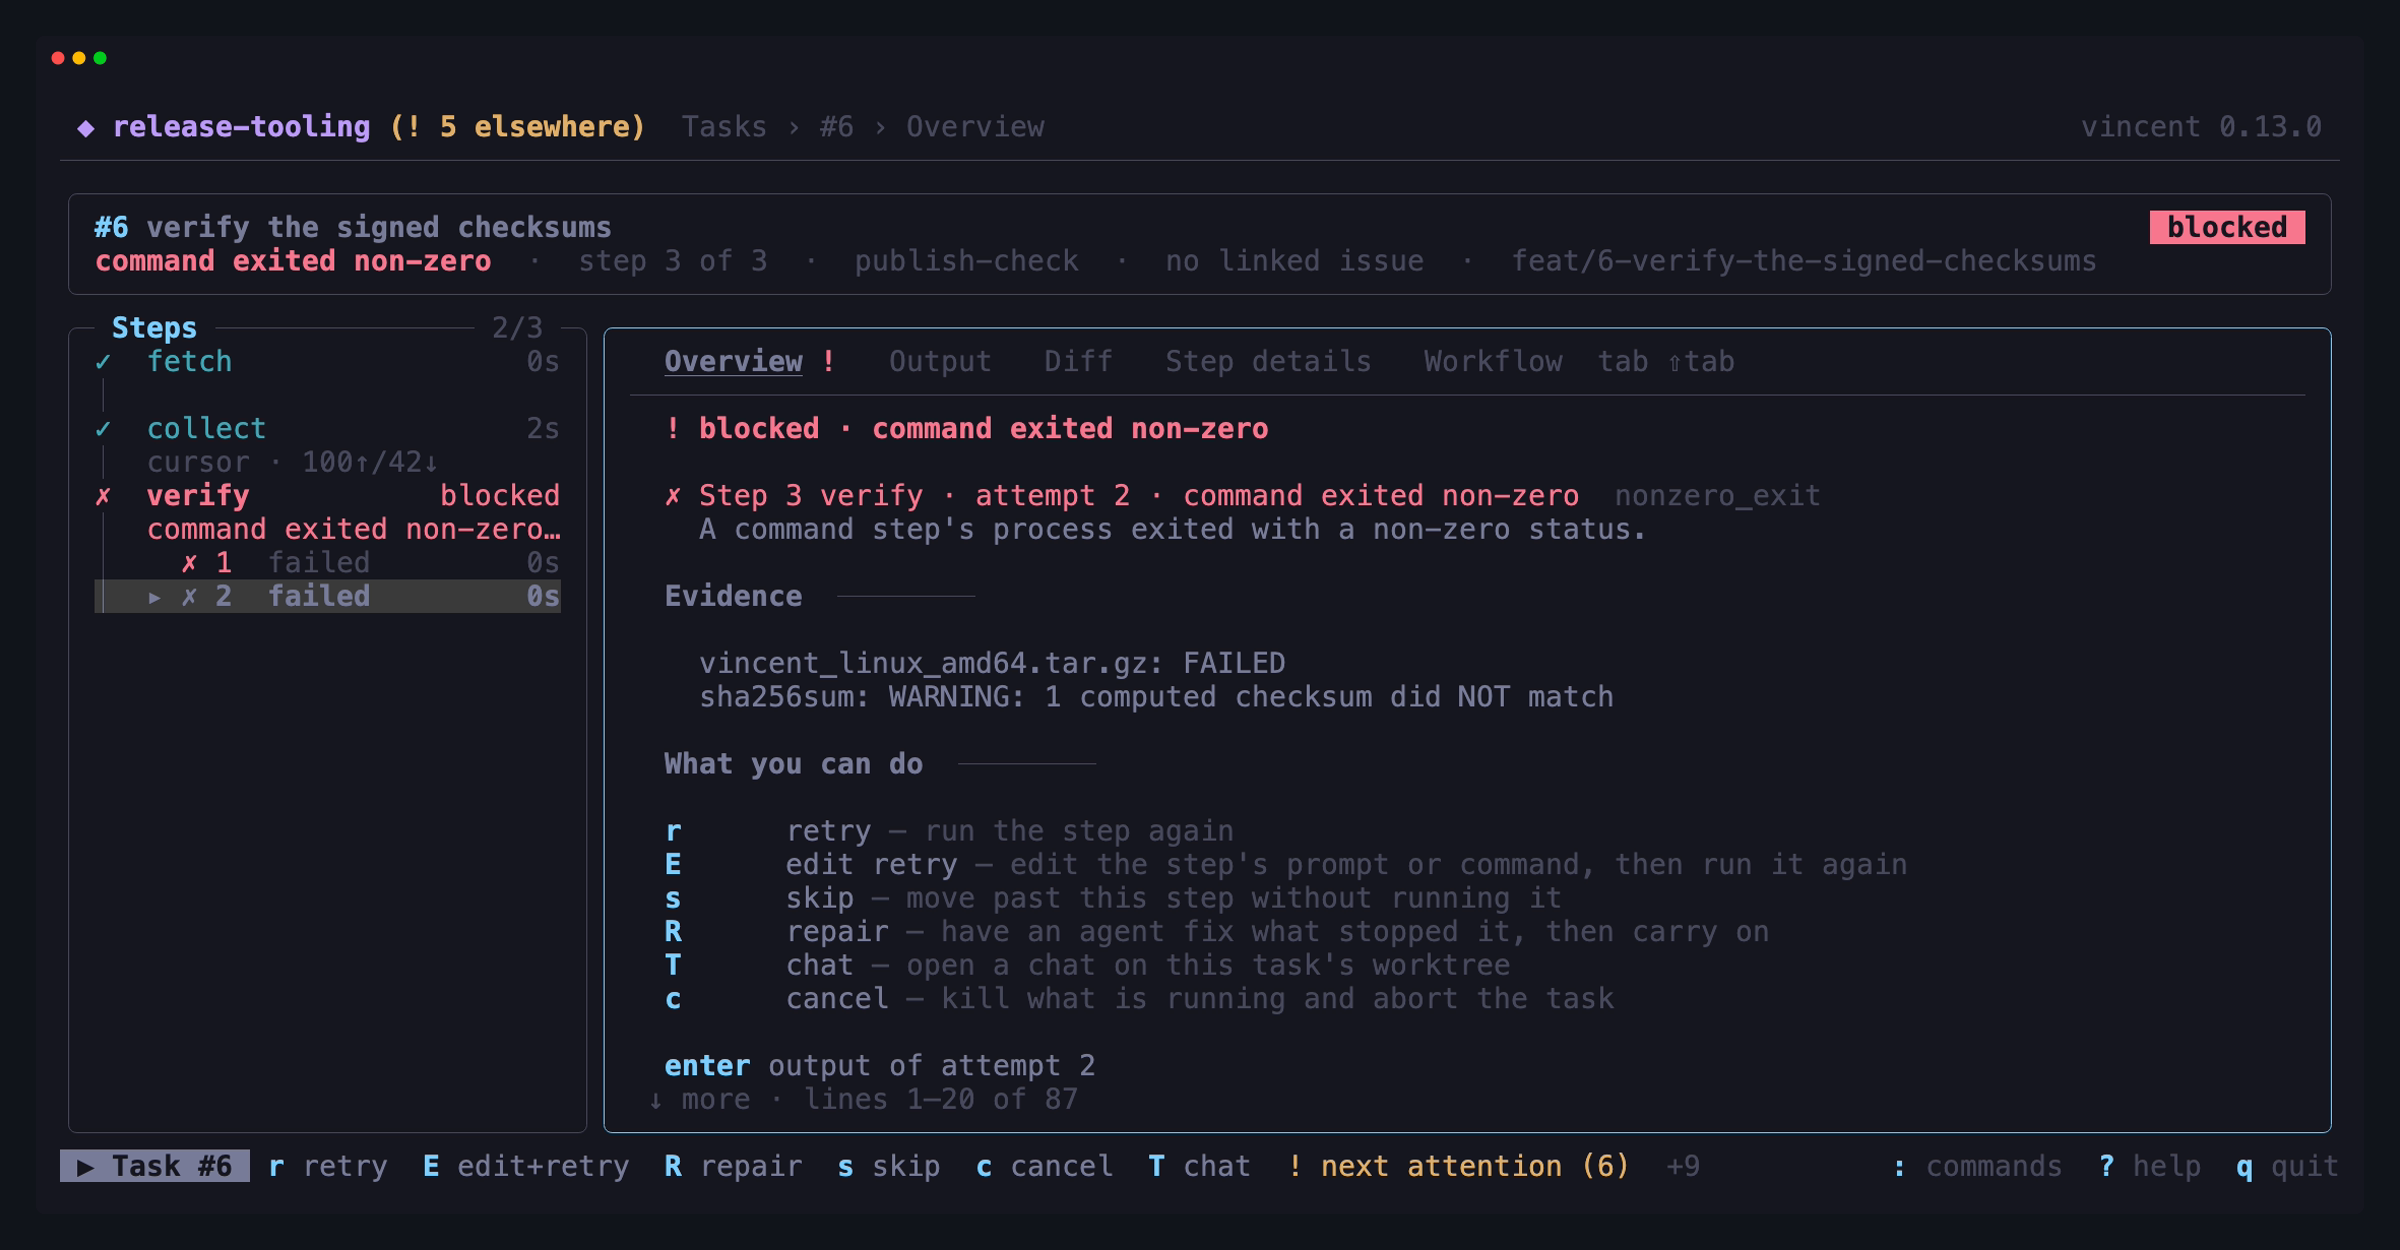 ◆ release-tooling (! 5 elsewhere) Tasks › #6 › Overview vincent 0.13.0
#6 verify the signed checksums blocked
command exited non-zero · step 3 of 3 · publish-check · no linked issue · feat/6-verify-the-signed-checksums
Steps 2/3
✓ fetch 0s
✓ collect 2s
cursor · 100↑/42↓
✗ verify blocked
command exited non-zero…
✗ 1 failed 0s
▸ ✗ 2 failed 0s
Overview ! Output Diff Step details Workflow tab ⇧tab
! blocked · command exited non-zero
✗ Step 3 verify · attempt 2 · command exited non-zero nonzero_exit
A command step's process exited with a non-zero status.
Evidence
vincent_linux_amd64.tar.gz: FAILED
sha256sum: WARNING: 1 computed checksum did NOT match
What you can do
r retry — run the step again
E edit retry — edit the step's prompt or command, then run it again
s skip — move past this step without running it
R repair — have an agent fix what stopped it, then carry on
T chat — open a chat on this task's worktree
c cancel — kill what is running and abort the task
enter output of attempt 2
↓ more · lines 1–20 of 87
▶ Task #6 r retry E edit+retry R repair s skip c cancel T chat ! next attention (6) +9 : commands ? help q quit